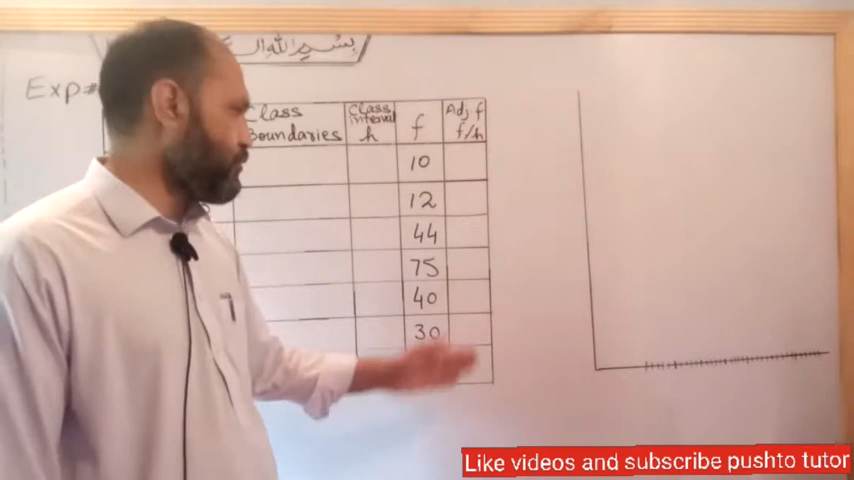 بسم الله
Exp#
Class Boundaries
Class interval h
f
Adj f f/h
10
12
44
75
40
30
Like videos and subscribe pushto tutor